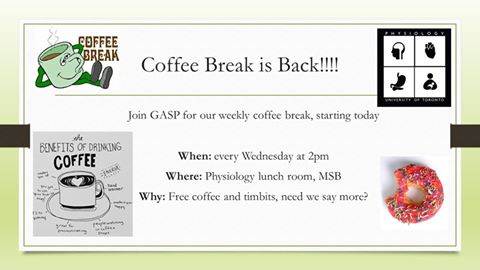 COFFEE
BREAK
Coffee Break is Back!!!!
PHYSIOLOGY
UNIVERSITY OF TORONTO
Join GASP for our weekly coffee break, starting today
the
BENEFITS OF DRINKING
COFFEE
When: every Wednesday at 2pm
Where: Physiology lunch room, MSB
Why: Free coffee and timbits, need we say more?